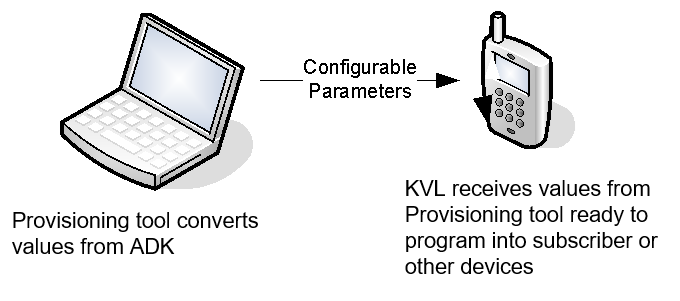 Configurable
Parameters
Provisioning tool converts
values from ADK
KVL receives values from
Provisioning tool ready to
program into subscriber or
other devices